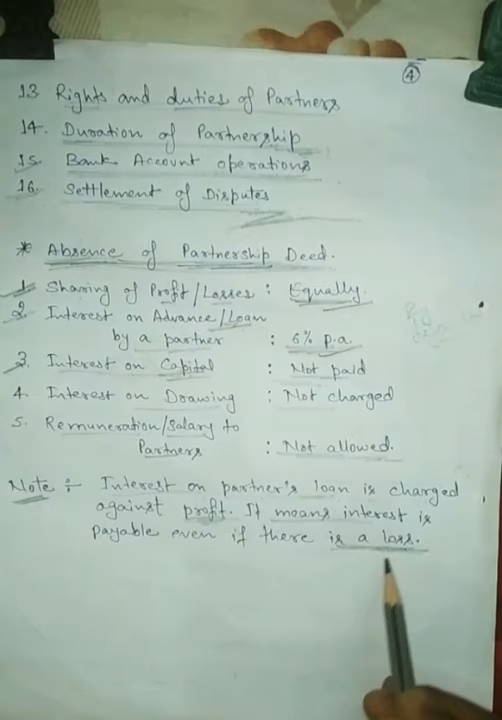 ④
13. Rights and duties of Partners
14. Duration of Partnership
15. Bank Account operations
16. Settlement of Disputes
* Absence of Partnership Deed.
1. Sharing of Profit/Losses : Equally.
2. Interest on Advance/Loan
by a partner : 6% p.a.
3. Interest on Capital : Not paid
4. Interest on Drawing : Not charged
5. Remuneration/Salary to
Partners : Not allowed.
Note :- Interest on partner's loan is charged
against profit. It means interest is
payable even if there is a loss.